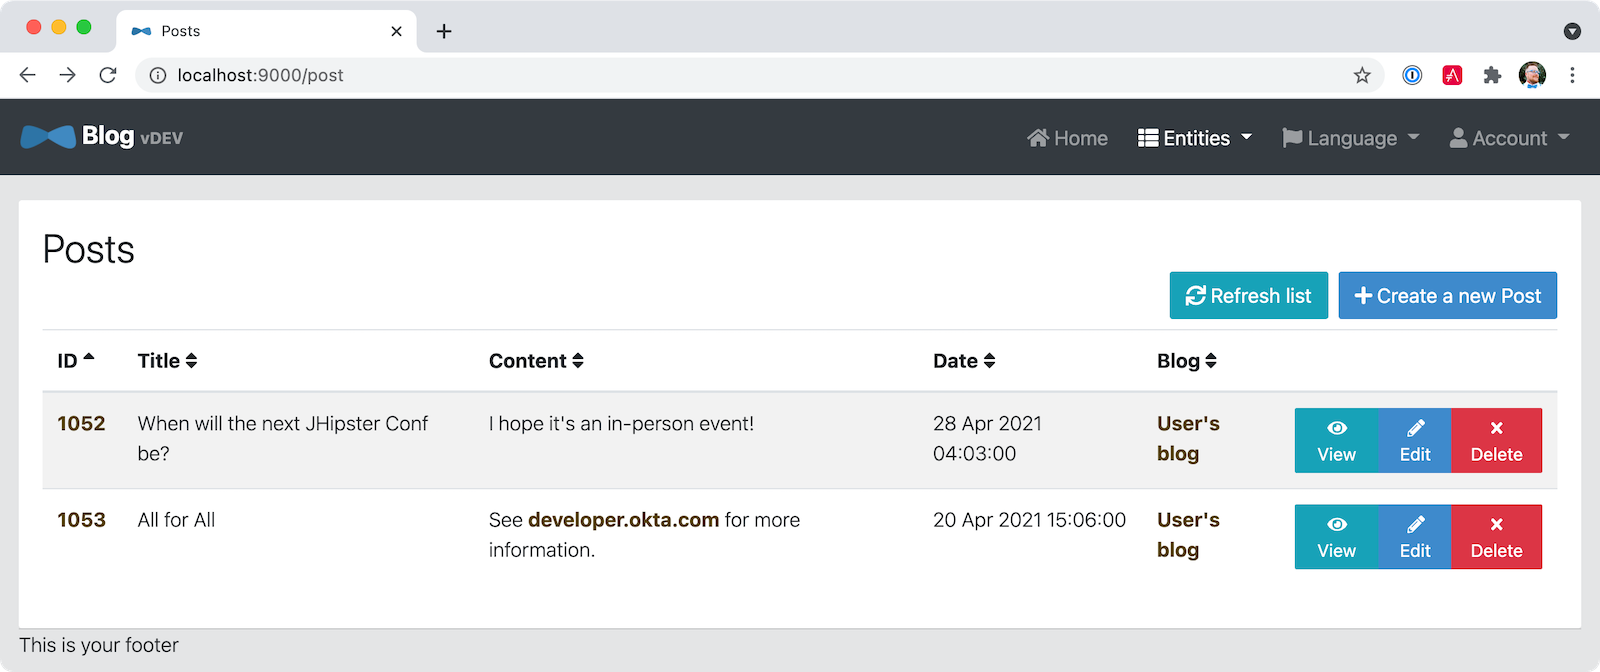 Posts
localhost:9000/post
Blog vDEV
Home Entities Language Account
Posts
Refresh list Create a new Post
ID Title Content Date Blog
1052 When will the next JHipster Conf I hope it's an in-person event! 28 Apr 2021 User's
be? 04:03:00 blog View Edit Delete
1053 All for All See developer.okta.com for more 20 Apr 2021 15:06:00 User's
information. blog View Edit Delete
This is your footer